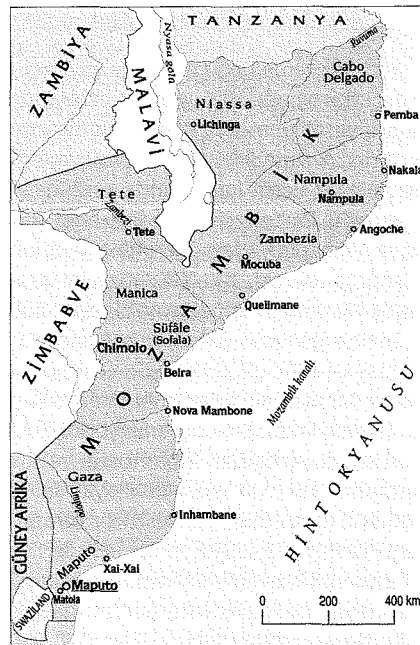 TANZANYA
ZAMBİYA
Nyasa gölü
MALAVİ
Ruvuma
Cabo
Delgado
Niassa
Lichinga
Pemba
Nakala
Nampula
Nampula
Tete
Zambezi
Tete
Angoche
Zambezia
Mocuba
Quelimane
Manica
Süfâle
(Sofala)
Chimoio
ZİMBABVE
Beira
MOZAMBİK
Mozambik kanalı
Nova Mambone
HİNT OKYANUSU
Gaza
Limpopo
Inhambane
GÜNEY AFRİKA
Maputo
Xai-Xai
Maputo
Matola
SWAZILAND
0 200 400 km